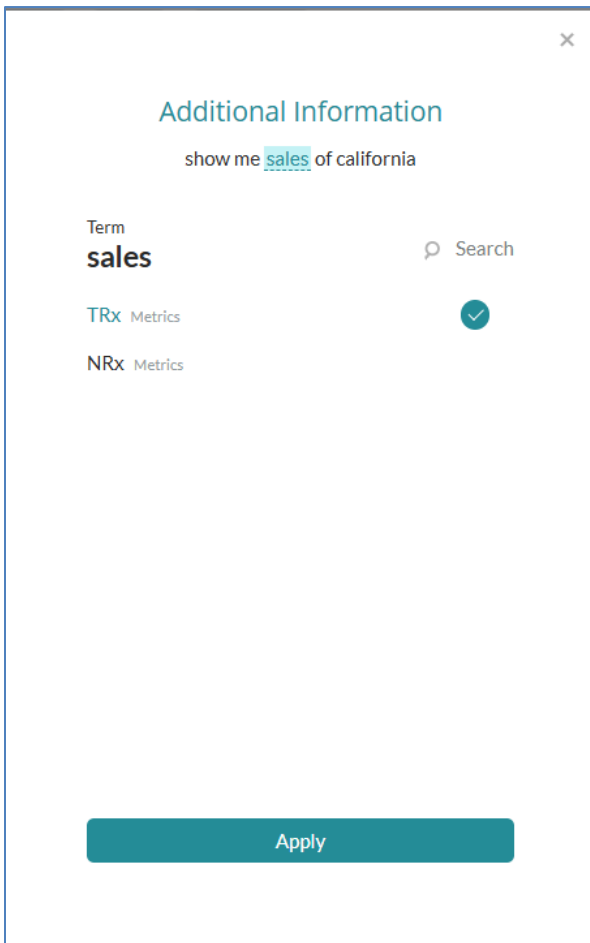 Additional Information
show me sales of california
Term
sales
Search
TRx Metrics
NRx Metrics
Apply